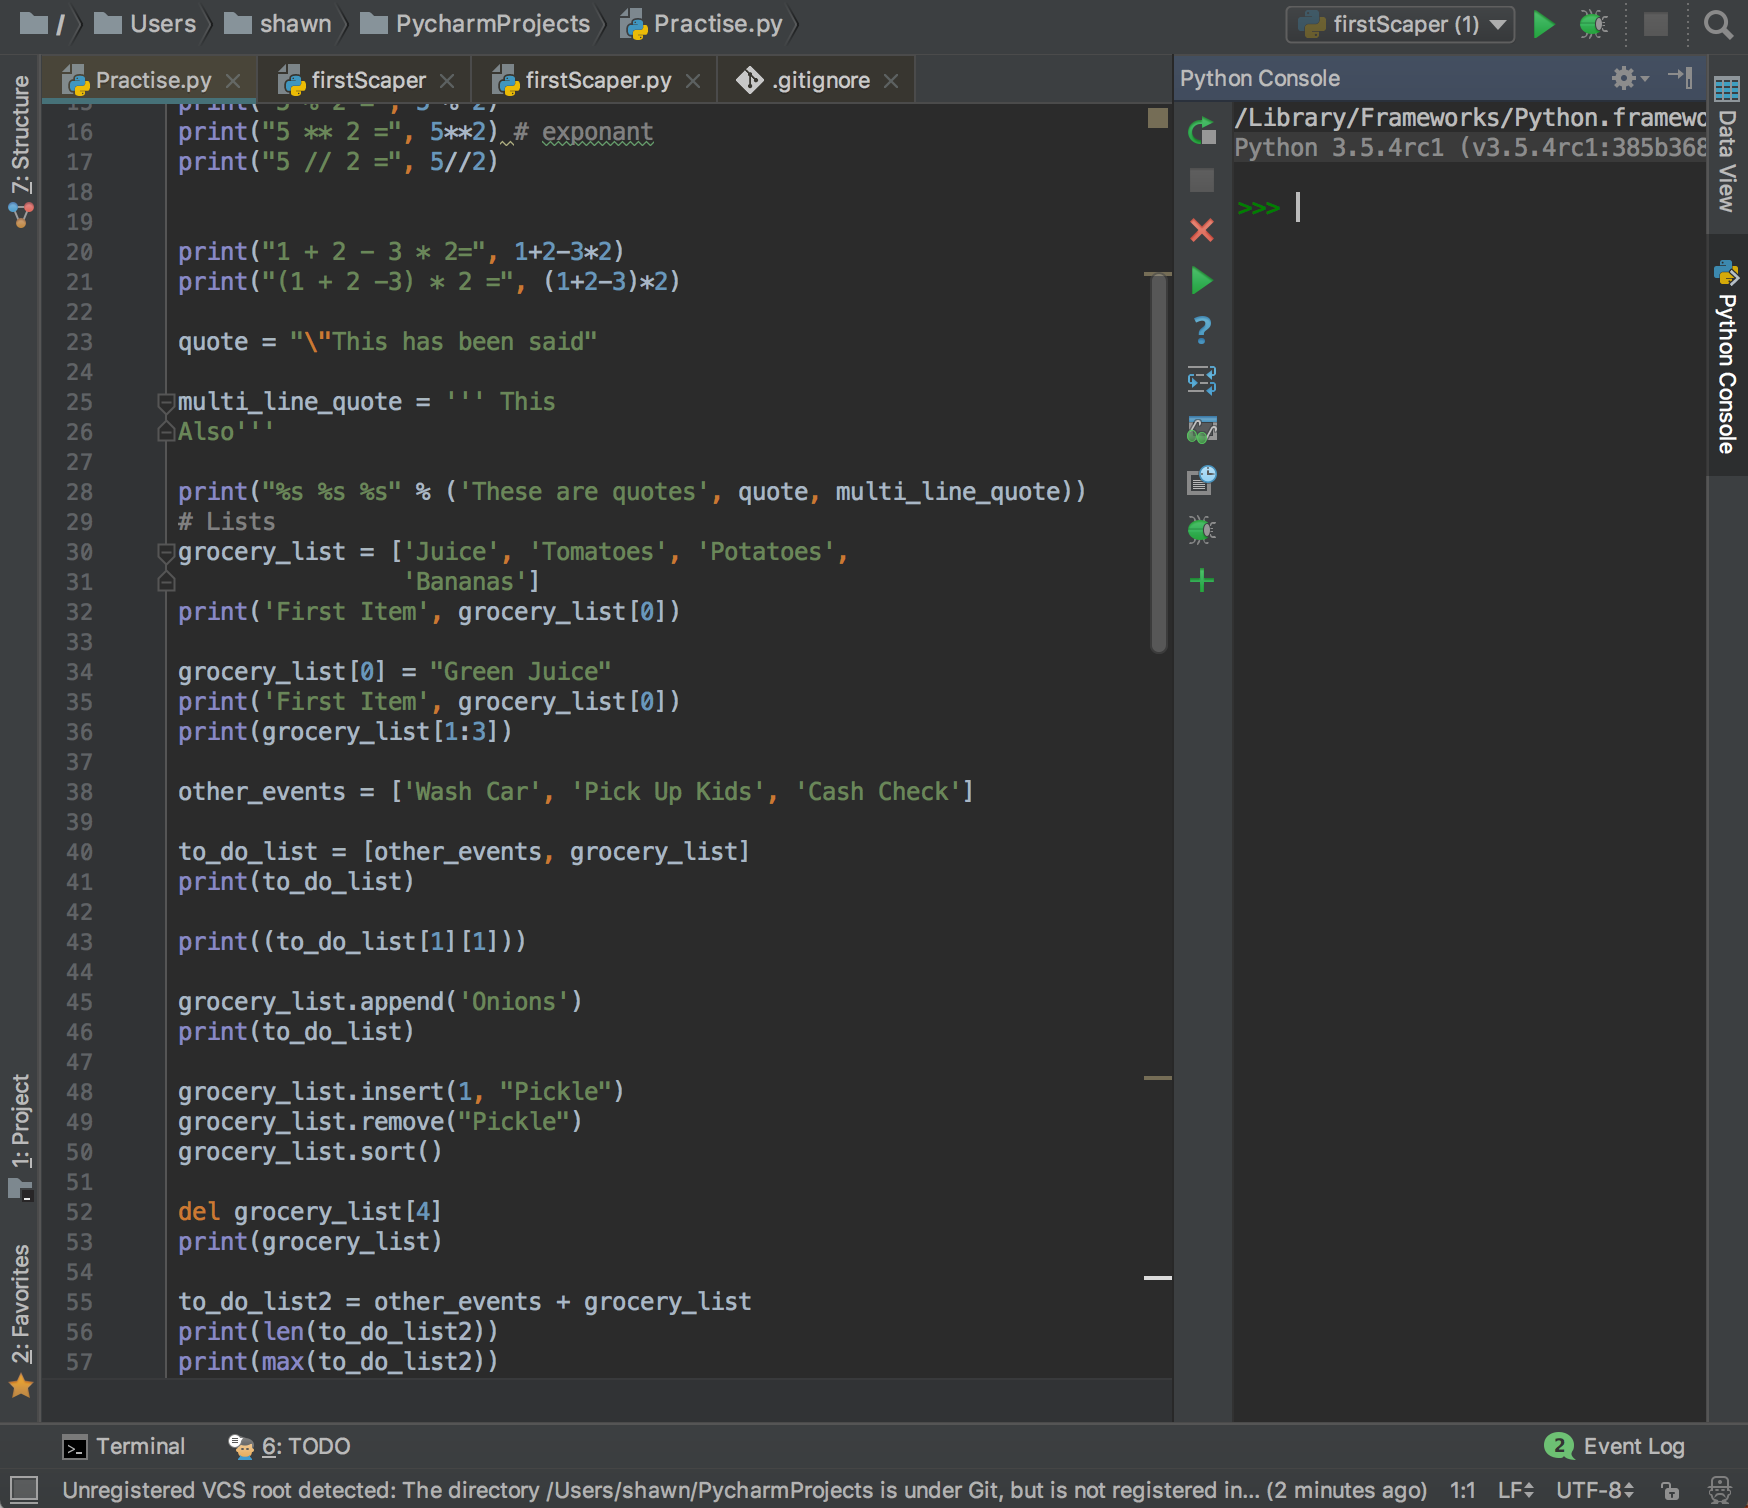 / Users shawn PycharmProjects Practise.py firstScaper (1)
Practise.py firstScaper firstScaper.py .gitignore Python Console
15 print("5 % 2 =", 5 % 2)
16 print("5 ** 2 =", 5**2) # exponant
17 print("5 // 2 =", 5//2)
18
19
20 print("1 + 2 - 3 * 2=", 1+2-3*2)
21 print("(1 + 2 -3) * 2 =", (1+2-3)*2)
22
23 quote = "\"This has been said"
24
25 multi_line_quote = ''' This
26 Also'''
27
28 print("%s %s %s" % ('These are quotes', quote, multi_line_quote))
29 # Lists
30 grocery_list = ['Juice', 'Tomatoes', 'Potatoes',
31 'Bananas']
32 print('First Item', grocery_list[0])
33
34 grocery_list[0] = "Green Juice"
35 print('First Item', grocery_list[0])
36 print(grocery_list[1:3])
37
38 other_events = ['Wash Car', 'Pick Up Kids', 'Cash Check']
39
40 to_do_list = [other_events, grocery_list]
41 print(to_do_list)
42
43 print((to_do_list[1][1]))
44
45 grocery_list.append('Onions')
46 print(to_do_list)
47
48 grocery_list.insert(1, "Pickle")
49 grocery_list.remove("Pickle")
50 grocery_list.sort()
51
52 del grocery_list[4]
53 print(grocery_list)
54
55 to_do_list2 = other_events + grocery_list
56 print(len(to_do_list2))
57 print(max(to_do_list2))
/Library/Frameworks/Python.framewo
Python 3.5.4rc1 (v3.5.4rc1:385b368
>>>
7: Structure
1: Project
2: Favorites
Data View
Python Console
Terminal 6: TODO 2 Event Log
Unregistered VCS root detected: The directory /Users/shawn/PycharmProjects is under Git, but is not registered in... (2 minutes ago) 1:1 LF UTF-8